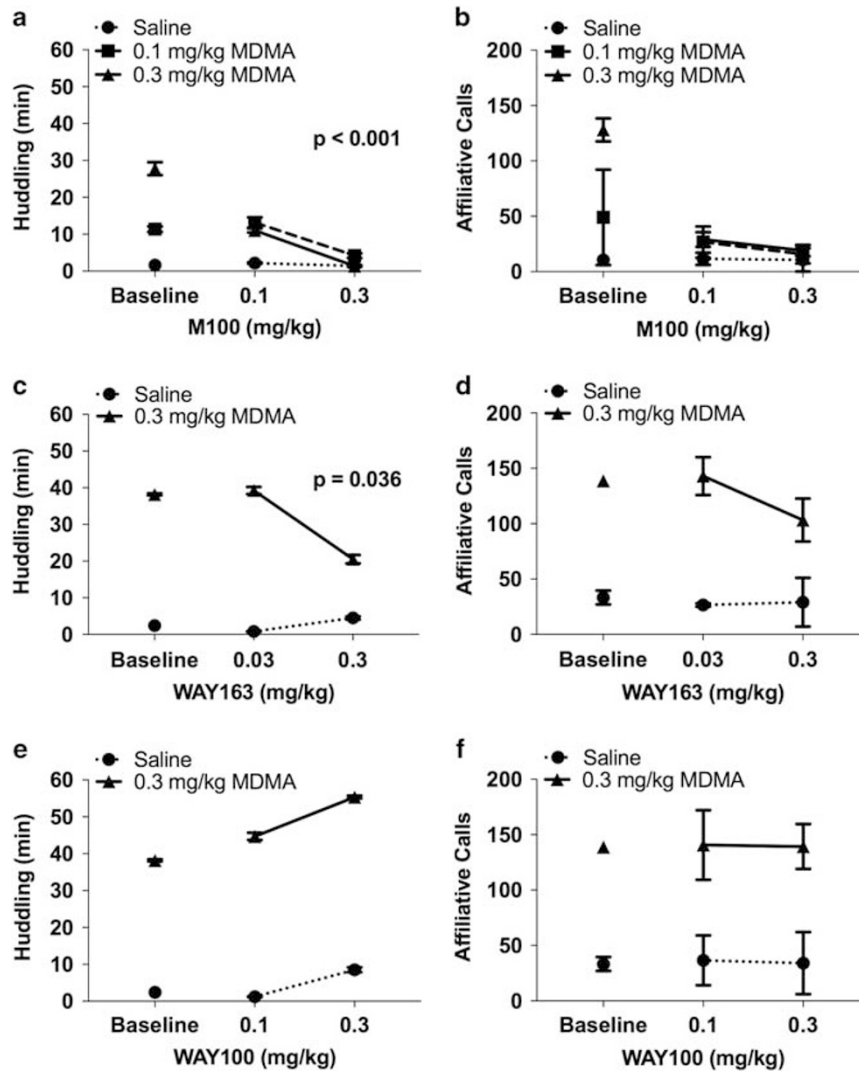 a
Saline
0.1 mg/kg MDMA
0.3 mg/kg MDMA
Huddling (min)
60
50
40
30
20
10
0
p < 0.001
Baseline 0.1 0.3
M100 (mg/kg)
b
Saline
0.1 mg/kg MDMA
0.3 mg/kg MDMA
Affiliative Calls
200
150
100
50
0
Baseline 0.1 0.3
M100 (mg/kg)
c
Saline
0.3 mg/kg MDMA
Huddling (min)
60
50
40
30
20
10
0
p = 0.036
Baseline 0.03 0.3
WAY163 (mg/kg)
d
Saline
0.3 mg/kg MDMA
Affiliative Calls
200
150
100
50
0
Baseline 0.03 0.3
WAY163 (mg/kg)
e
Saline
0.3 mg/kg MDMA
Huddling (min)
60
50
40
30
20
10
0
Baseline 0.1 0.3
WAY100 (mg/kg)
f
Saline
0.3 mg/kg MDMA
Affiliative Calls
200
150
100
50
0
Baseline 0.1 0.3
WAY100 (mg/kg)